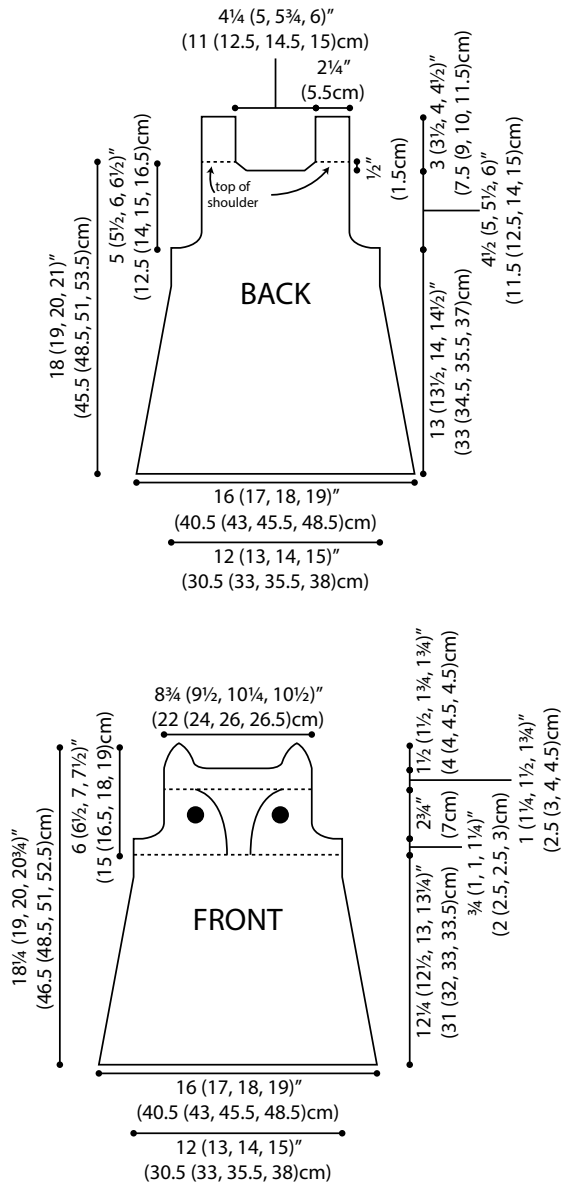 4¼ (5, 5¾, 6)”
(11 (12.5, 14.5, 15)cm)
2¼”
(5.5cm)
3 (3½, 4, 4½)”
(7.5 (9, 10, 11.5)cm)
½”
(1.5cm)
top of
shoulder
5 (5½, 6, 6½)”
(12.5 (14, 15, 16.5)cm)
4½ (5, 5½, 6)”
(11.5 (12.5, 14, 15)cm)
18 (19, 20, 21)”
(45.5 (48.5, 51, 53.5)cm)
BACK
13 (13½, 14, 14½)”
(33 (34.5, 35.5, 37)cm)
16 (17, 18, 19)”
(40.5 (43, 45.5, 48.5)cm)
12 (13, 14, 15)”
(30.5 (33, 35.5, 38)cm)
8¾ (9½, 10¼, 10½)”
(22 (24, 26, 26.5)cm)
1½ (1½, 1¾, 1¾)”
(4 (4, 4.5, 4.5)cm)
1 (1¼, 1½, 1¾)”
(2.5 (3, 4, 4.5)cm)
6 (6½, 7, 7½)”
(15 (16.5, 18, 19)cm)
2¾”
(7cm)
¾ (1, 1, 1¼)”
(2 (2.5, 2.5, 3)cm)
18¼ (19, 20, 20¾)”
(46.5 (48.5, 51, 52.5)cm)
FRONT
12¼ (12½, 13, 13¼)”
(31 (32, 33, 33.5)cm)
16 (17, 18, 19)”
(40.5 (43, 45.5, 48.5)cm)
12 (13, 14, 15)”
(30.5 (33, 35.5, 38)cm)